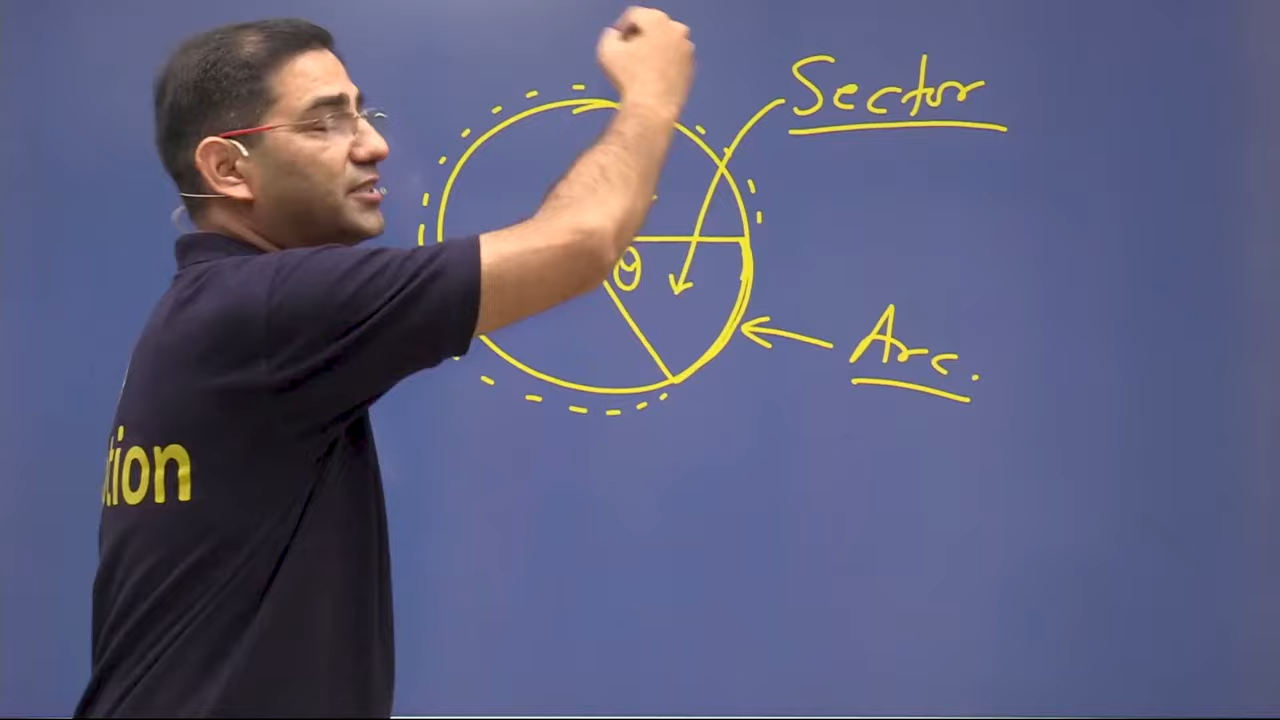 Sector
θ
Arc.
tion